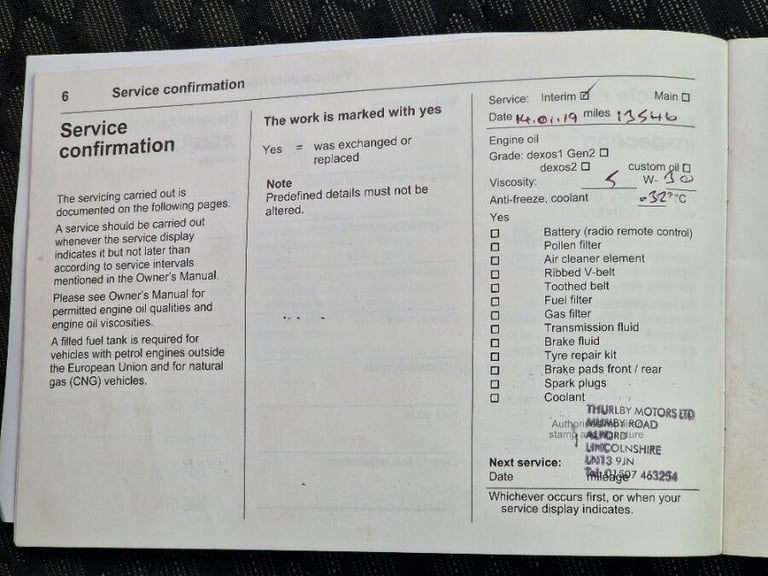 6 Service confirmation
Service
confirmation
The servicing carried out is
documented on the following pages.
A service should be carried out
whenever the service display
indicates it but not later than
according to service intervals
mentioned in the Owner's Manual.
Please see Owner's Manual for
permitted engine oil qualities and
engine oil viscosities.
A filled fuel tank is required for
vehicles with petrol engines outside
the European Union and for natural
gas (CNG) vehicles.
The work is marked with yes
Yes = was exchanged or
replaced
Note
Predefined details must not be
altered.
Service: Interim ☑ Main ☐
Date 14.01.19 miles 13546
Engine oil
Grade: dexos1 Gen2 ☐
dexos2 ☐ custom oil ☐
Viscosity: 5 W- 30
Anti-freeze, coolant -32°C
Yes
☐ Battery (radio remote control)
☐ Pollen filter
☐ Air cleaner element
☐ Ribbed V-belt
☐ Toothed belt
☐ Fuel filter
☐ Gas filter
☐ Transmission fluid
☐ Brake fluid
☐ Tyre repair kit
☐ Brake pads front / rear
☐ Spark plugs
☐ Coolant
THURLBY MOTORS LTD
MUMBY ROAD
ALFORD
LINCOLNSHIRE
LN13 9JN
Tel: 01507 463254
Next service:
Date mileage
Whichever occurs first, or when your
service display indicates.